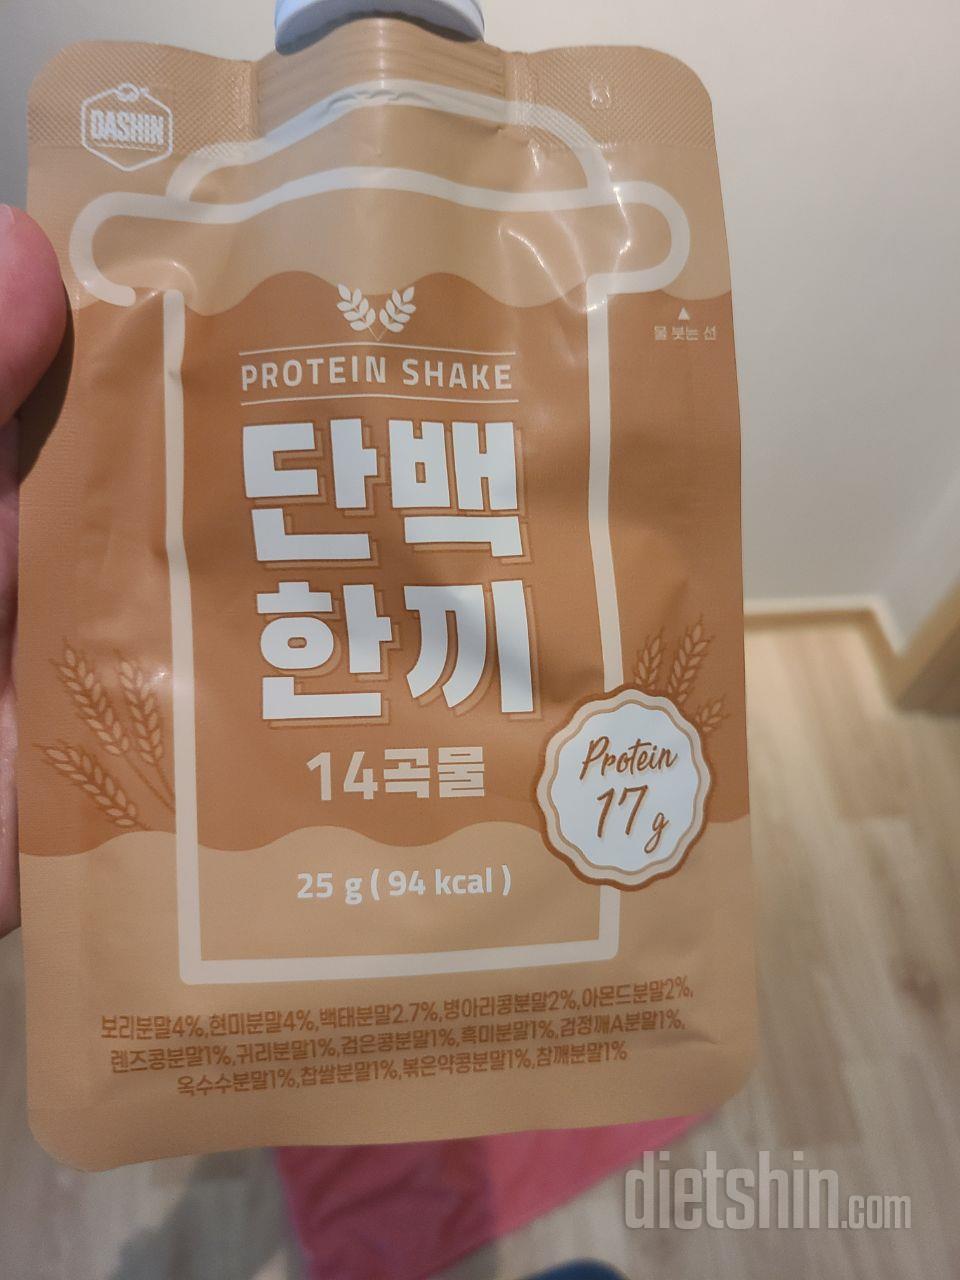 DASHIN
물 붓는 선
PROTEIN SHAKE
단백
한끼
14곡물
Protein
17 g
25 g ( 94 kcal )
보리분말4%,현미분말4%,백태분말2.7%,병아리콩분말2%,아몬드분말2%,
렌즈콩분말1%,귀리분말1%,검은콩분말1%,흑미분말1%,검정깨A분말1%,
옥수수분말1%,찹쌀분말1%,볶은약콩분말1%,참깨분말1%
dietshin.com